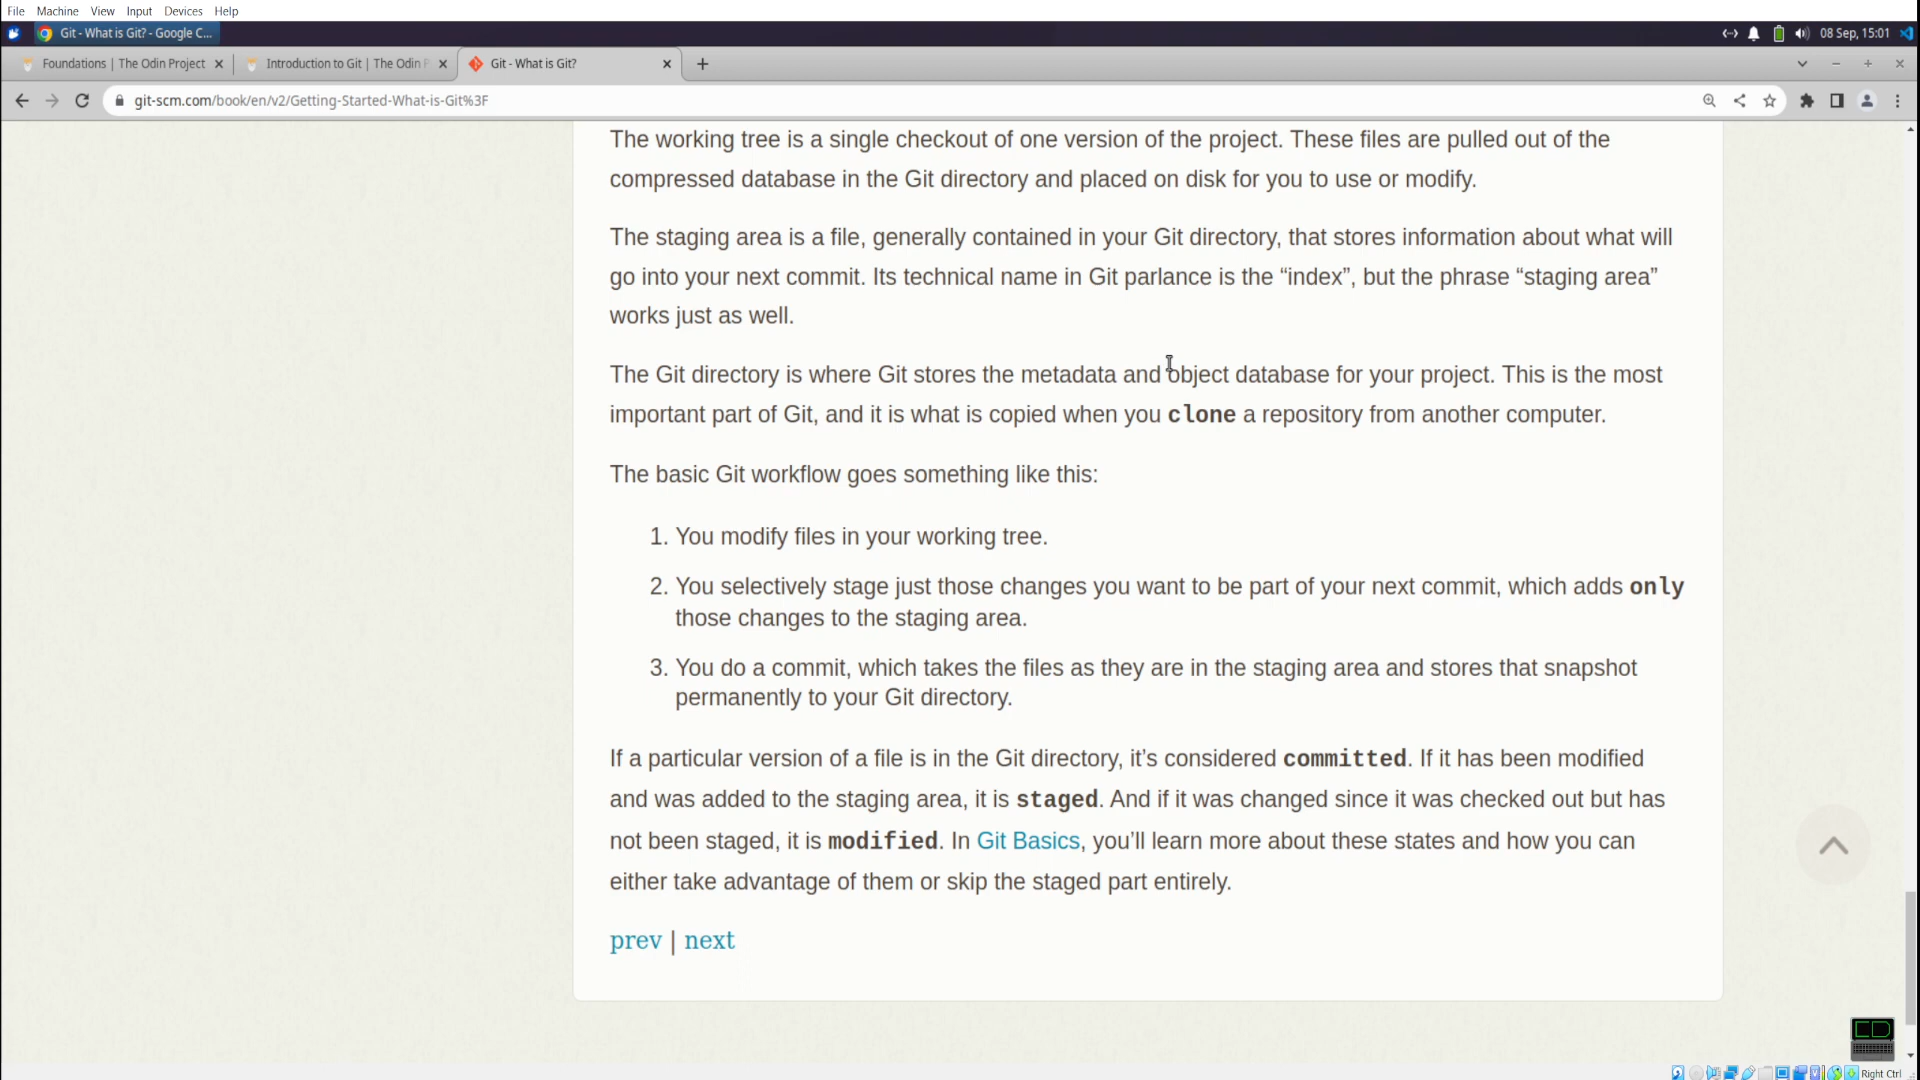 File Machine View Input Devices Help
Git - What is Git? - Google C... 08 Sep, 15:01
Foundations | The Odin Project Introduction to Git | The Odin P Git - What is Git?
git-scm.com/book/en/v2/Getting-Started-What-is-Git%3F
The working tree is a single checkout of one version of the project. These files are pulled out of the
compressed database in the Git directory and placed on disk for you to use or modify.
The staging area is a file, generally contained in your Git directory, that stores information about what will
go into your next commit. Its technical name in Git parlance is the “index”, but the phrase “staging area”
works just as well.
The Git directory is where Git stores the metadata and object database for your project. This is the most
important part of Git, and it is what is copied when you clone a repository from another computer.
The basic Git workflow goes something like this:
1. You modify files in your working tree.
2. You selectively stage just those changes you want to be part of your next commit, which adds only
those changes to the staging area.
3. You do a commit, which takes the files as they are in the staging area and stores that snapshot
permanently to your Git directory.
If a particular version of a file is in the Git directory, it’s considered committed. If it has been modified
and was added to the staging area, it is staged. And if it was changed since it was checked out but has
not been staged, it is modified. In Git Basics, you’ll learn more about these states and how you can
either take advantage of them or skip the staged part entirely.
prev | next
CD
Right Ctrl